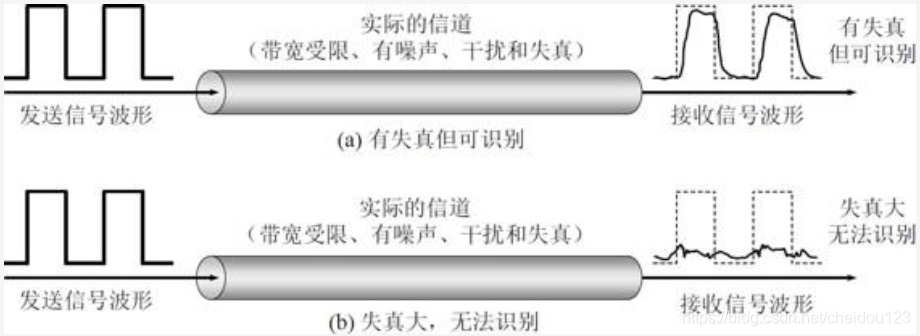 实际的信道
（带宽受限、有噪声、干扰和失真）
有失真
但可识别
发送信号波形
接收信号波形
(a) 有失真但可识别
实际的信道
（带宽受限、有噪声、干扰和失真）
失真大
无法识别
发送信号波形
接收信号波形
(b) 失真大，无法识别
https://blog.csdn.net/cheidou123